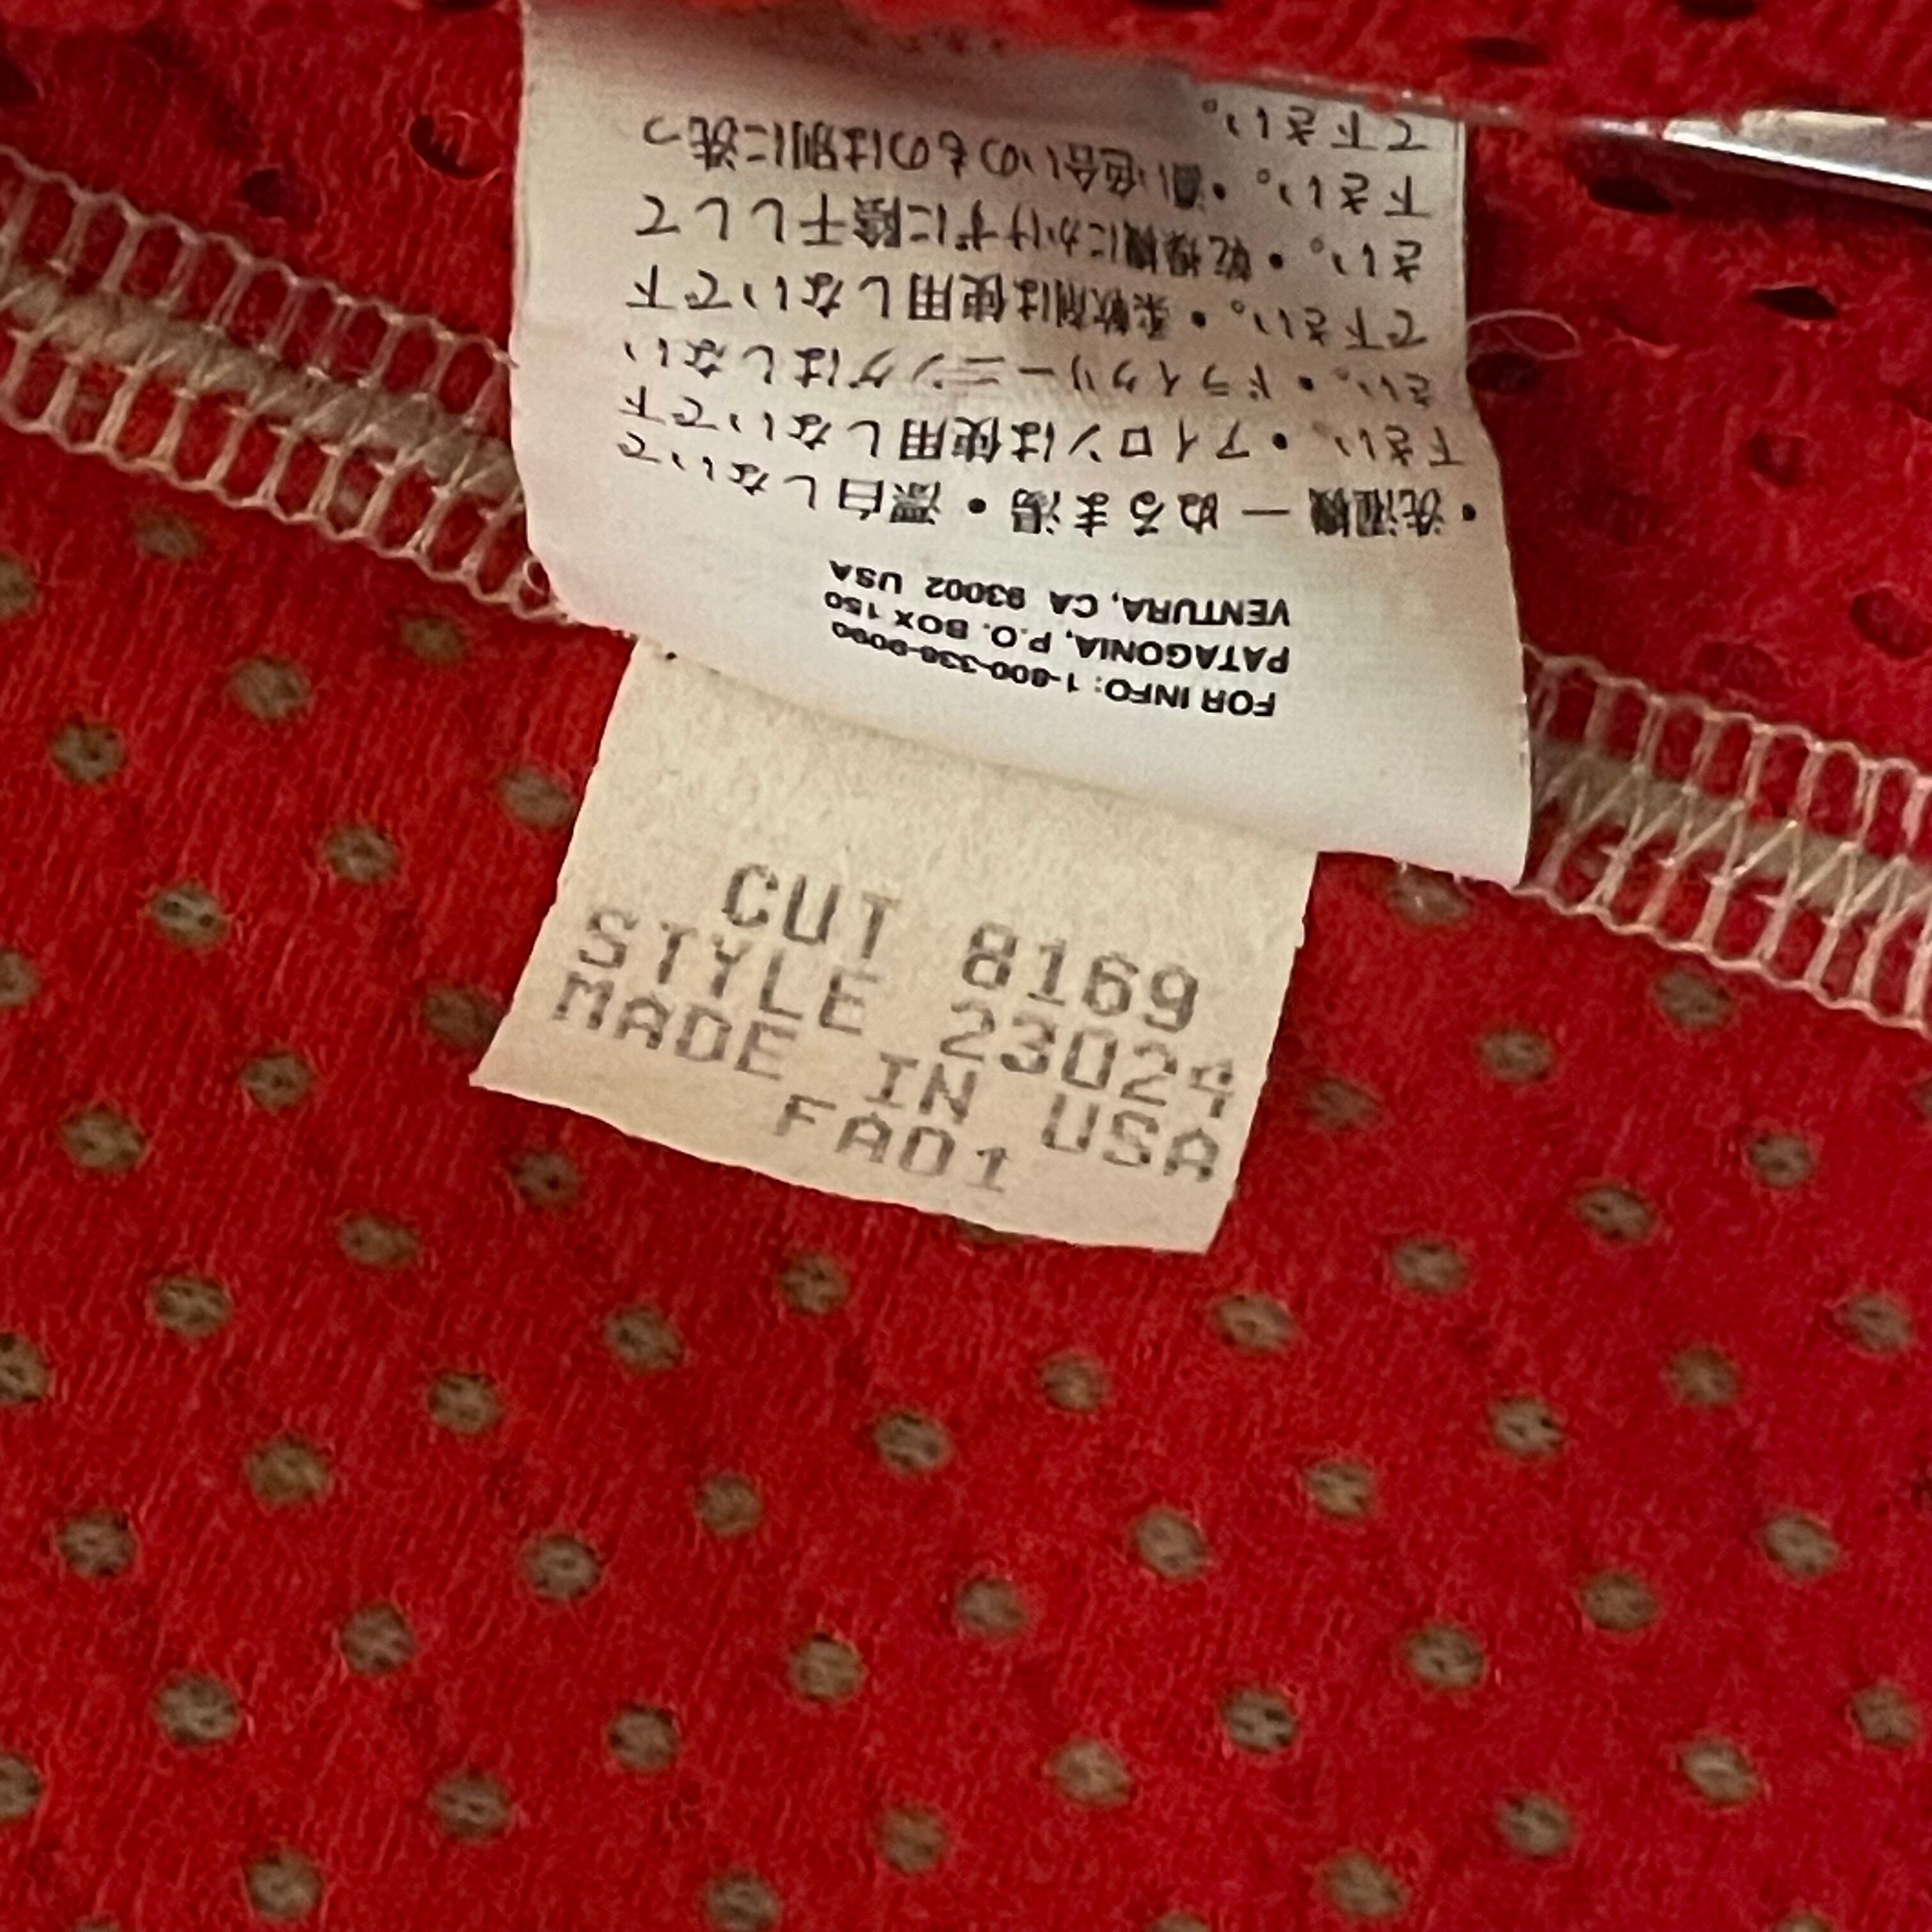 FOR INFO: 1-800-336-9090
PATAGONIA, P.O. BOX 150
VENTURA, CA 93002 USA
・洗濯機 — ぬるま湯・漂白しないで
下さい。・アイロンは使用しないで下
さい。・ドライクリーニングはしない
で下さい。・柔軟剤は使用しないで下
さい。・乾燥機にかけずに陰干しして
下さい。・濃い色合いのものは別に洗っ
て下さい。
CUT 8169
STYLE 23024
MADE IN USA
FA01